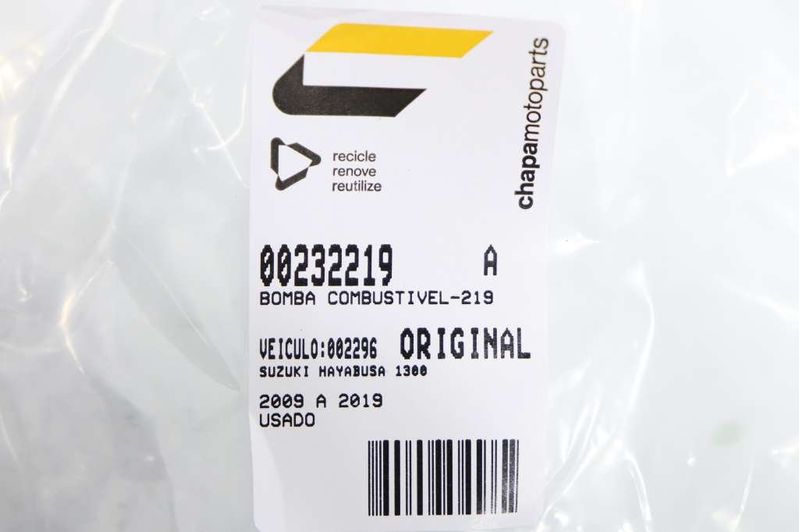 chapamotoparts
recicle
renove
reutilize
00232219 A
BOMBA COMBUSTIVEL-219
VEICULO:002296 ORIGINAL
SUZUKI HAYABUSA 1300
2009 A 2019
USADO